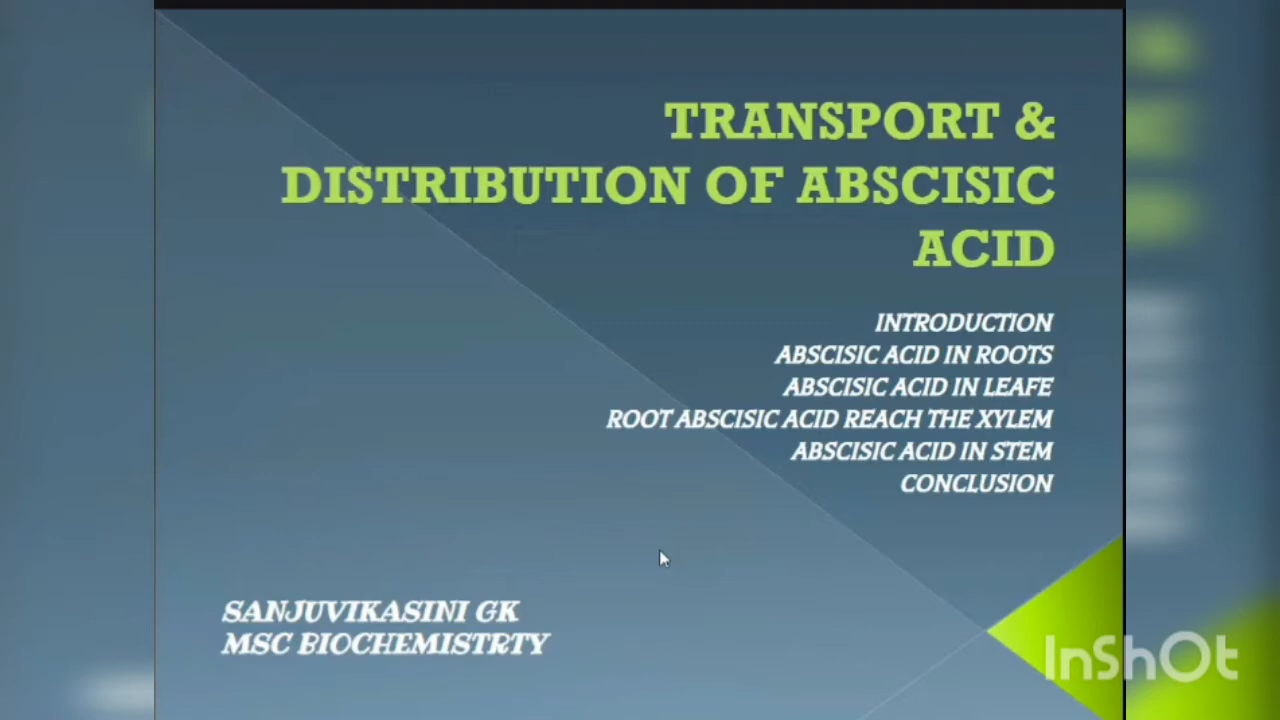 TRANSPORT &
DISTRIBUTION OF ABSCISIC
ACID
INTRODUCTION
ABSCISIC ACID IN ROOTS
ABSCISIC ACID IN LEAFE
ROOT ABSCISIC ACID REACH THE XYLEM
ABSCISIC ACID IN STEM
CONCLUSION
SANJUVIKASINI GK
MSC BIOCHEMISTRTY
InShOt